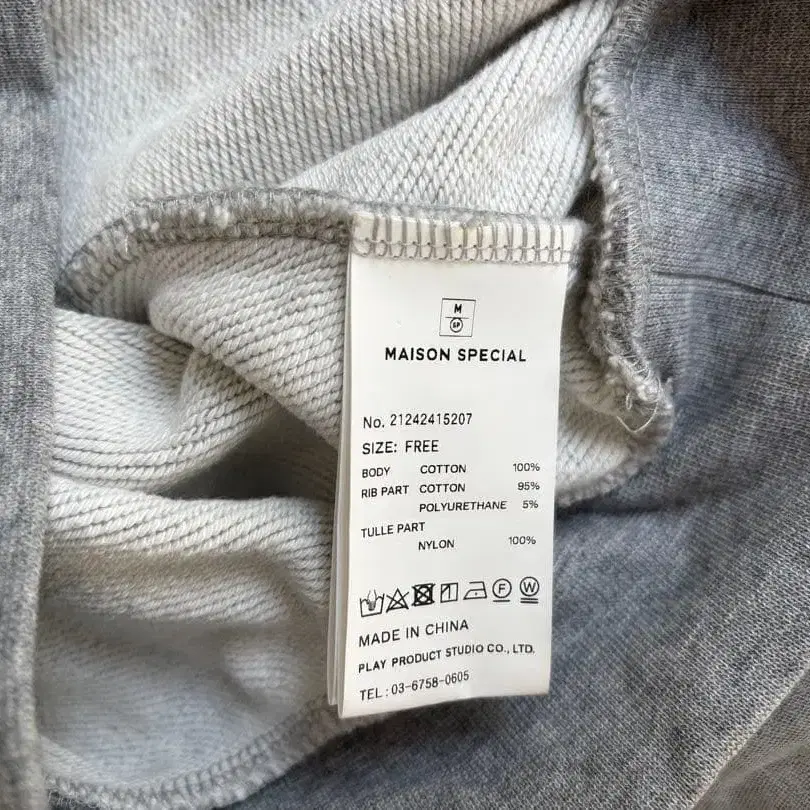 M
SP
MAISON SPECIAL
No. 21242415207
SIZE: FREE
BODY COTTON 100%
RIB PART COTTON 95%
POLYURETHANE 5%
TULLE PART
NYLON 100%
F W
MADE IN CHINA
PLAY PRODUCT STUDIO CO., LTD.
TEL : 03-6758-0605